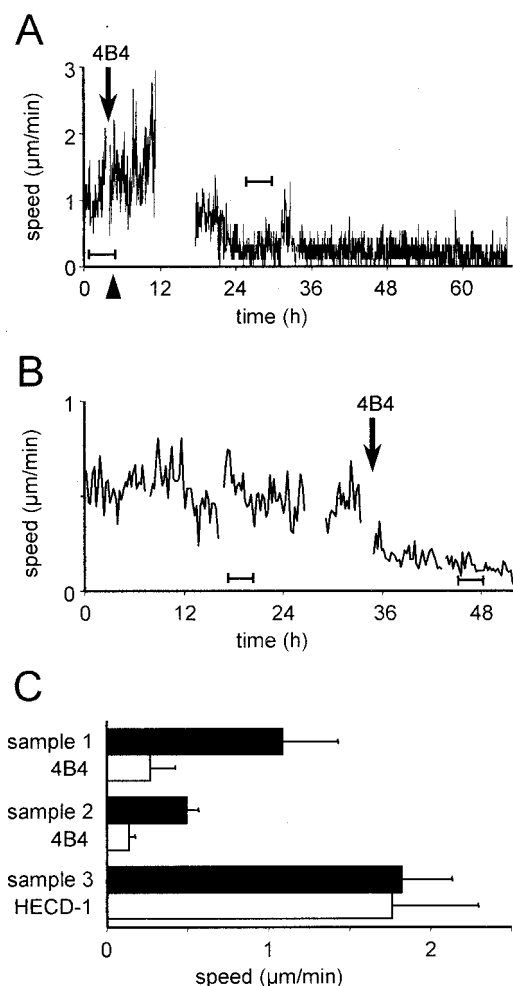 A
4B4
speed (µm/min)
3
2
1
0
0 12 24 36 48 60
time (h)
B
4B4
speed (µm/min)
1
0
0 12 24 36 48
time (h)
C
sample 1
4B4
sample 2
4B4
sample 3
HECD-1
0 1 2
speed (µm/min)